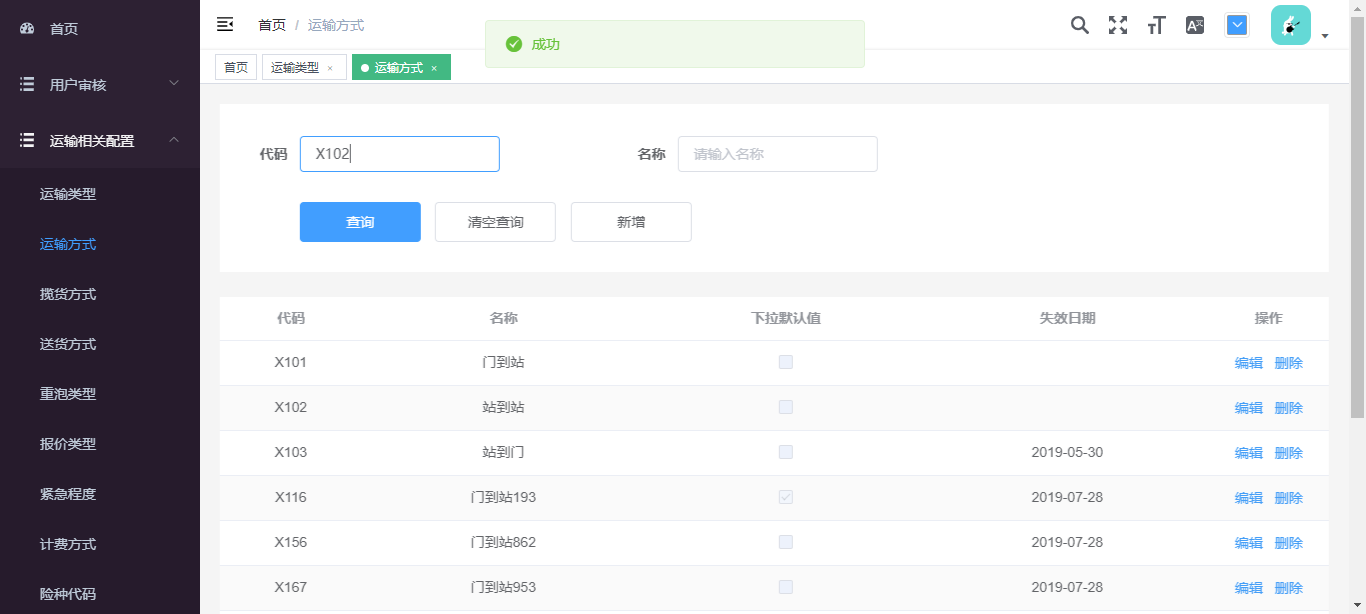 首页
用户审核
运输相关配置
运输类型
运输方式
揽货方式
送货方式
重泡类型
报价类型
紧急程度
计费方式
险种代码
首页 / 运输方式
成功
首页 运输类型 × 运输方式 ×
代码 X102 名称 请输入名称
查询 清空查询 新增
代码 名称 下拉默认值 失效日期 操作
X101 门到站 编辑 删除
X102 站到站 编辑 删除
X103 站到门 2019-05-30 编辑 删除
X116 门到站193 2019-07-28 编辑 删除
X156 门到站862 2019-07-28 编辑 删除
X167 门到站953 2019-07-28 编辑 删除